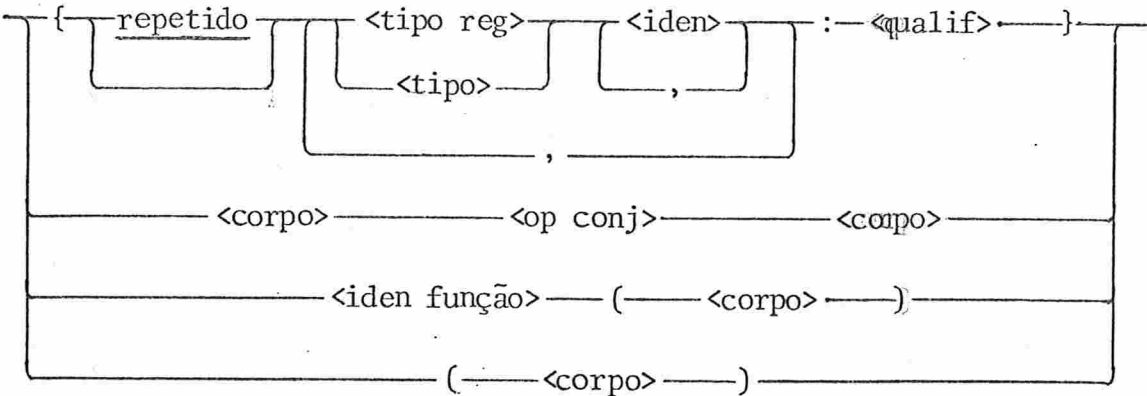 { repetido <tipo reg> <iden> : <qualif> }
<tipo> ,
,
<corpo> <op conj> <corpo>
<iden função> ( <corpo> )
( <corpo> )